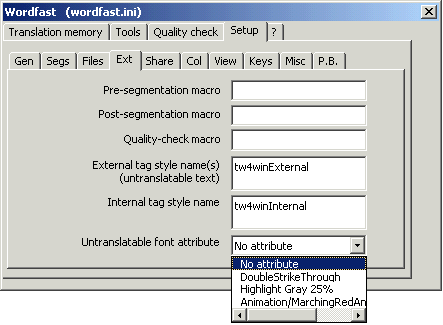 Wordfast (wordfast.ini)
Translation memory Tools Quality check Setup ?
Gen Segs Files Ext Share Col View Keys Misc P.B.
Pre-segmentation macro
Post-segmentation macro
Quality-check macro
External tag style name(s) tw4winExternal
(untranslatable text)
Internal tag style name tw4winInternal
Untranslatable font attribute No attribute
No attribute
DoubleStrikeThrough
Highlight Gray 25%
Animation/MarchingRedAn